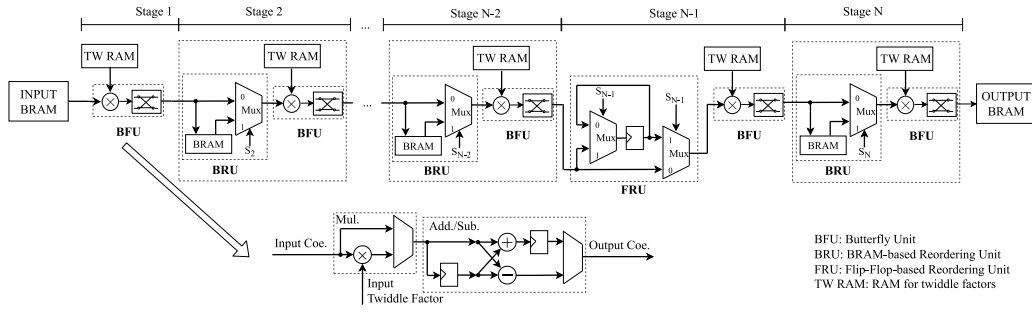 Stage 1 Stage 2 ... Stage N-2 Stage N-1 Stage N
TW RAM TW RAM TW RAM TW RAM TW RAM
INPUT
BRAM
BFU
0
Mux
1
BRAM
S2
BRU
BFU
...
0
Mux
1
BRAM
SN-2
BRU
BFU
SN-1
0
Mux
1
SN-1
1
Mux
0
FRU
BFU
0
Mux
1
BRAM
SN
BRU
BFU
OUTPUT
BRAM
Mul.
Add./Sub.
Input Coe.
Output Coe.
Input
Twiddle Factor
BFU: Butterfly Unit
BRU: BRAM-based Reordering Unit
FRU: Flip-Flop-based Reordering Unit
TW RAM: RAM for twiddle factors